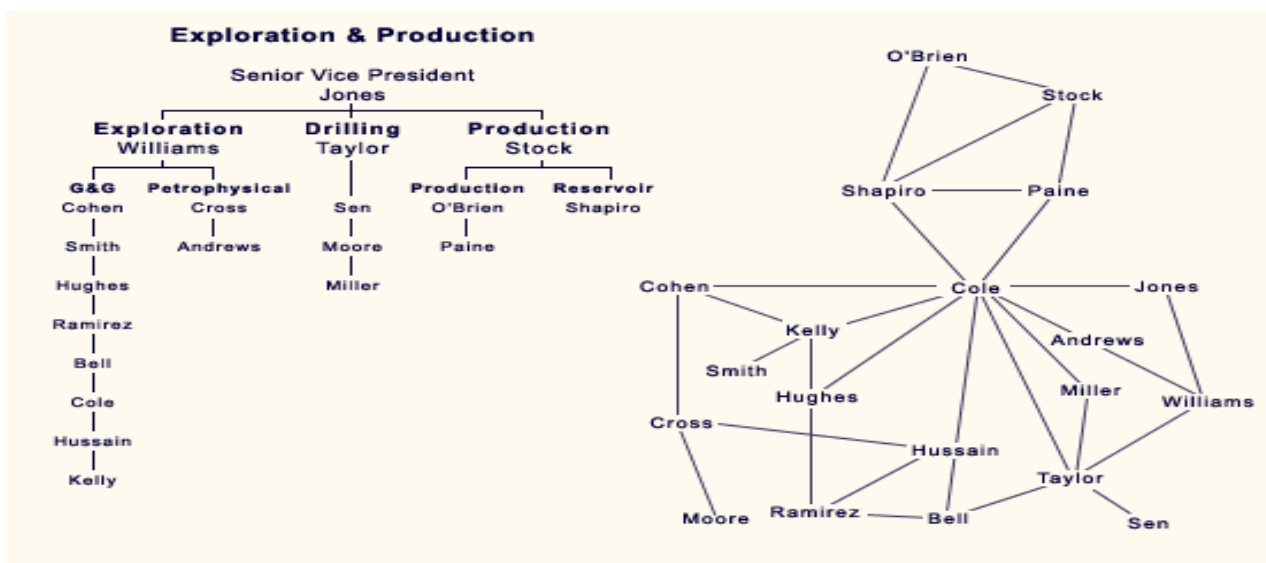 Exploration & Production
Senior Vice President
Jones
Exploration Drilling Production
Williams Taylor Stock
G&G Petrophysical Production Reservoir
Cohen Cross Sen O'Brien Shapiro
Smith Andrews Moore Paine
Hughes Miller
Ramirez
Bell
Cole
Hussain
Kelly
O'Brien
Stock
Shapiro Paine
Cohen Cole Jones
Kelly
Andrews
Smith
Miller
Hughes
Williams
Cross
Hussain
Taylor
Ramirez
Moore Bell
Sen